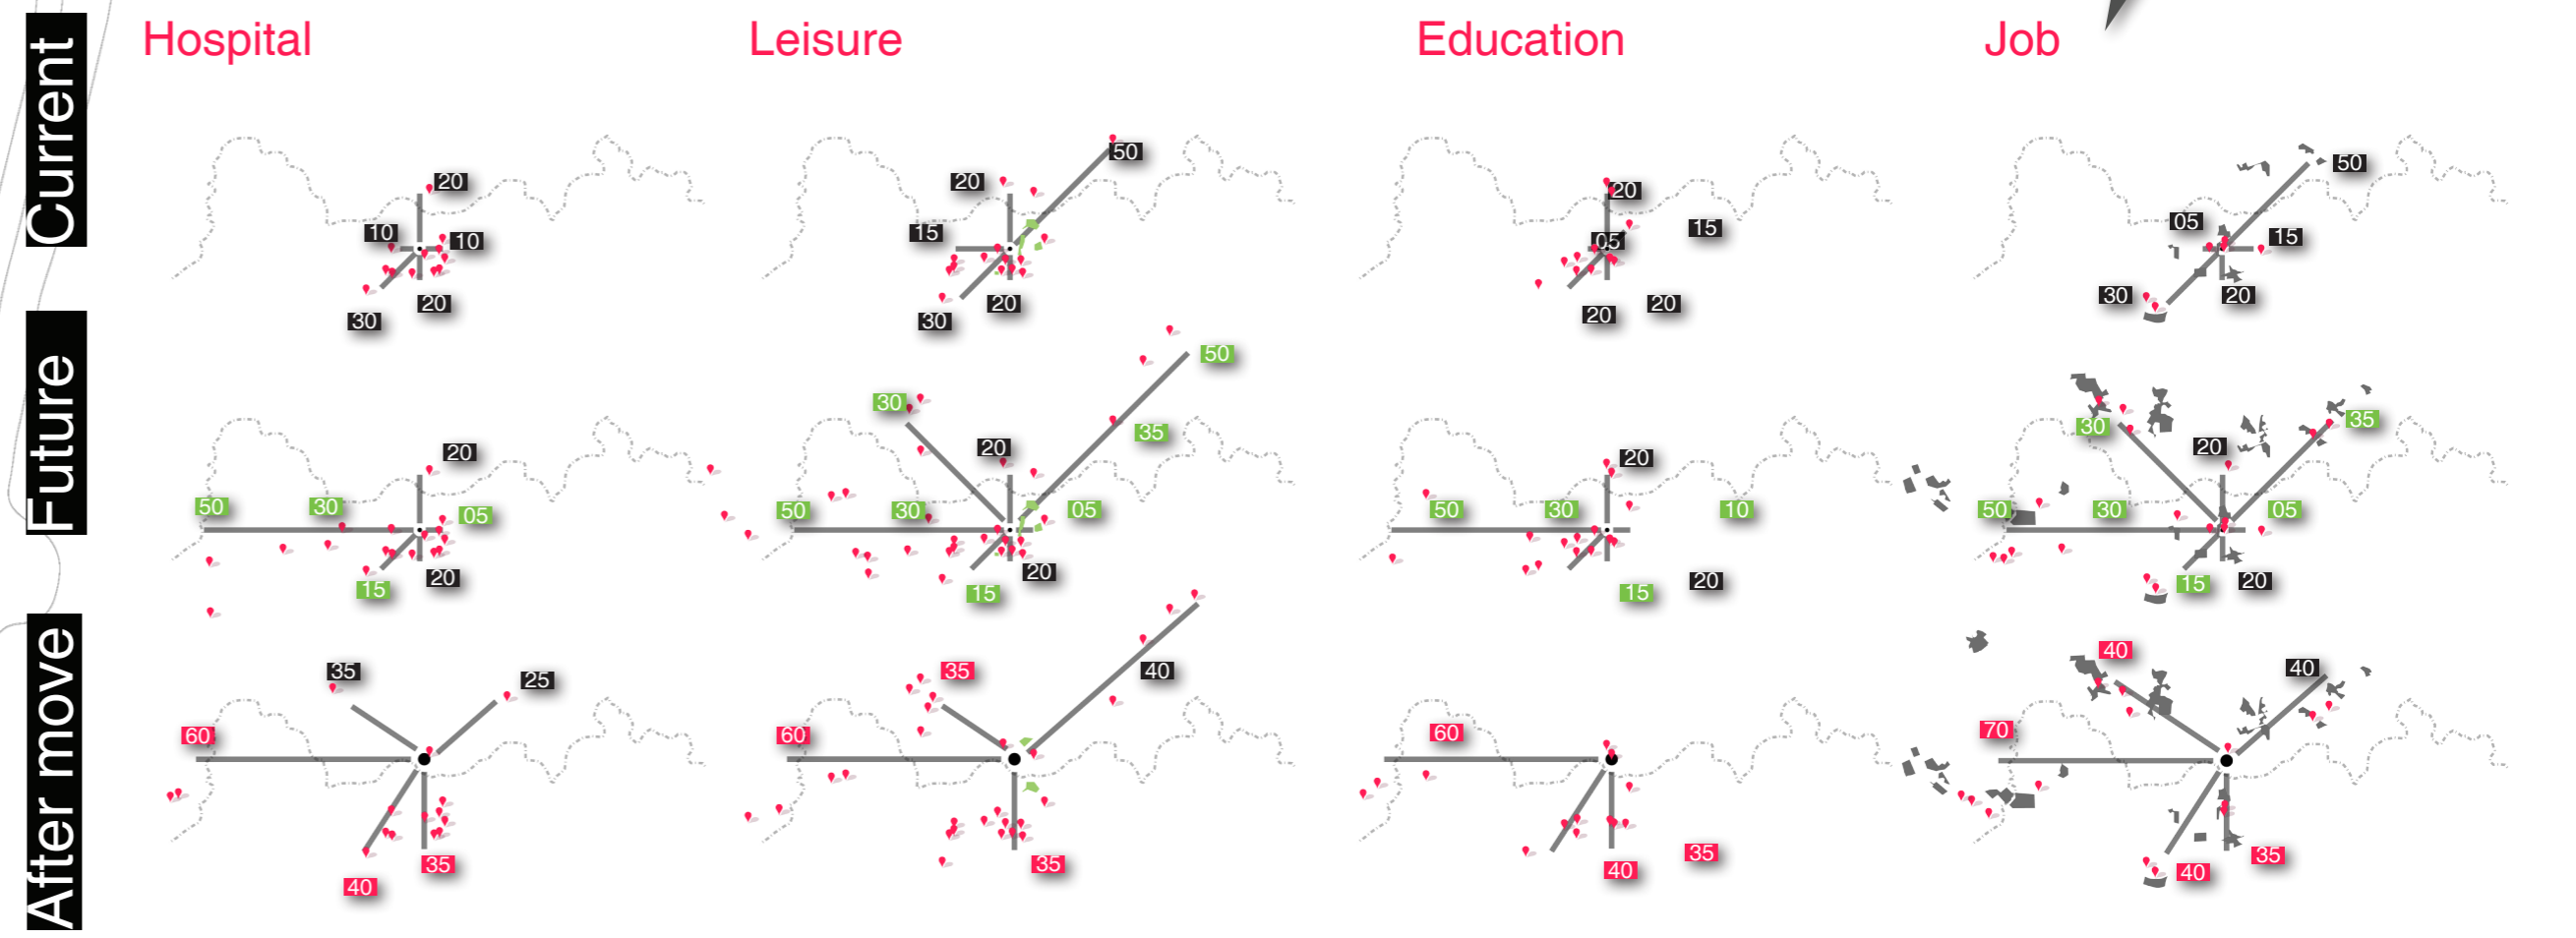 Hospital Leisure Education Job
Current
20 10 10 20 30
50 20 15 20 30
20 15 05 20 20
50 05 15 30 20
Future
20 50 30 05 20 15
50 30 35 20 50 30 05 20 15
20 50 30 10 15 20
35 30 20 50 30 05 15 20
After move
35 25 60 35 40
35 40 60 35
60 35 40
40 40 70 35 40